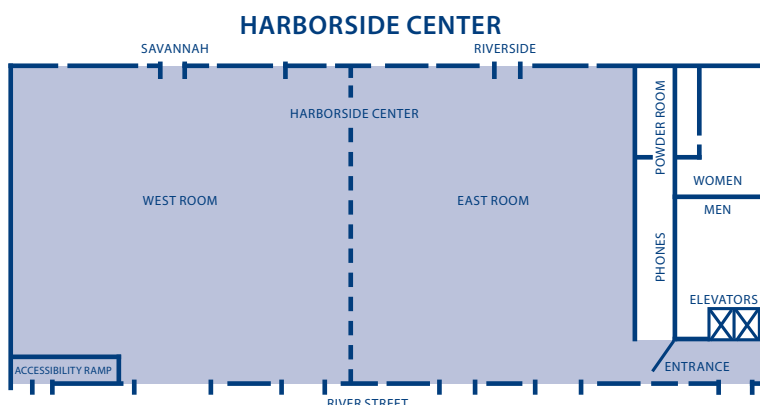 HARBORSIDE CENTER
SAVANNAH
RIVERSIDE
HARBORSIDE CENTER
POWDER ROOM
WOMEN
WEST ROOM
EAST ROOM
MEN
PHONES
ELEVATORS
ACCESSIBILITY RAMP
ENTRANCE
RIVER STREET